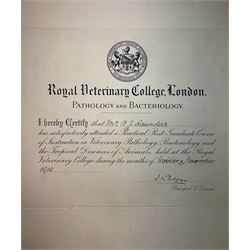 Royal Veterinary College, London.
PATHOLOGY AND BACTERIOLOGY.
I hereby Certify that Mr P. J. Saunders
has satisfactorily attended a Practical Post-Graduate Course
of Instruction in Veterinary Pathology, Bacteriology and
the Tropical Diseases of Animals, held at the Royal
Veterinary College during the months of October & November
1910
Principal & Dean